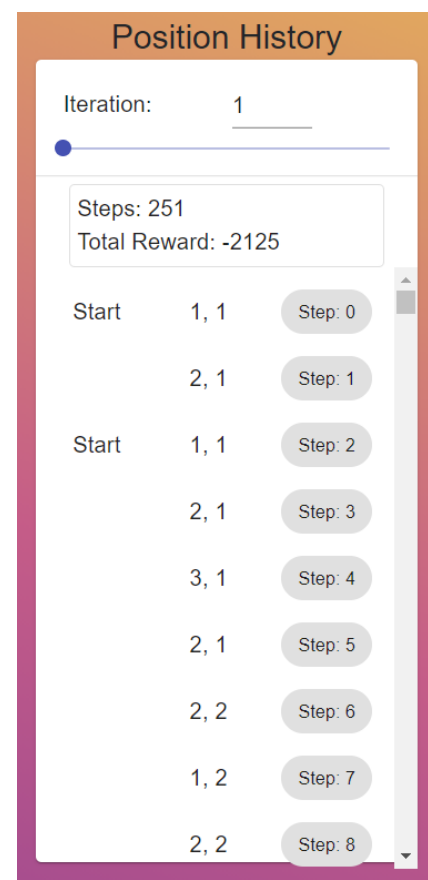 Position History
Iteration: 1
Steps: 251
Total Reward: -2125
Start 1, 1 Step: 0
2, 1 Step: 1
Start 1, 1 Step: 2
2, 1 Step: 3
3, 1 Step: 4
2, 1 Step: 5
2, 2 Step: 6
1, 2 Step: 7
2, 2 Step: 8